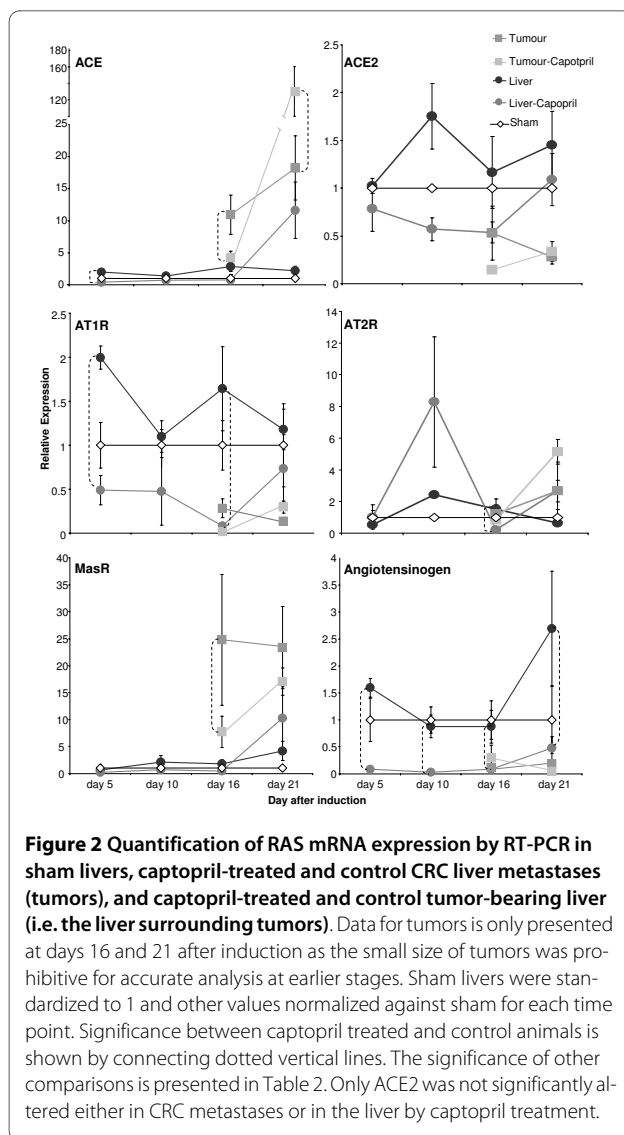 180
160
120
25
20
15
10
5
0
ACE
2.5
2
1.5
1
0.5
0
ACE2
Tumour
Tumour-Capotpril
Liver
Liver-Capopril
Sham
2.5
2
1.5
1
0.5
0
AT1R
Relative Expression
14
12
10
8
6
4
2
0
AT2R
40
35
30
25
20
15
10
5
0
MasR
day 5 day 10 day 16 day 21
4
3.5
3
2.5
2
1.5
1
0.5
0
Angiotensinogen
day 5 day 10 day 16 day 21
Day after induction
Figure 2 Quantification of RAS mRNA expression by RT-PCR in
sham livers, captopril-treated and control CRC liver metastases
(tumors), and captopril-treated and control tumor-bearing liver
(i.e. the liver surrounding tumors). Data for tumors is only presented
at days 16 and 21 after induction as the small size of tumors was pro-
hibitive for accurate analysis at earlier stages. Sham livers were stan-
dardized to 1 and other values normalized against sham for each time
point. Significance between captopril treated and control animals is
shown by connecting dotted vertical lines. The significance of other
comparisons is presented in Table 2. Only ACE2 was not significantly al-
tered either in CRC metastases or in the liver by captopril treatment.